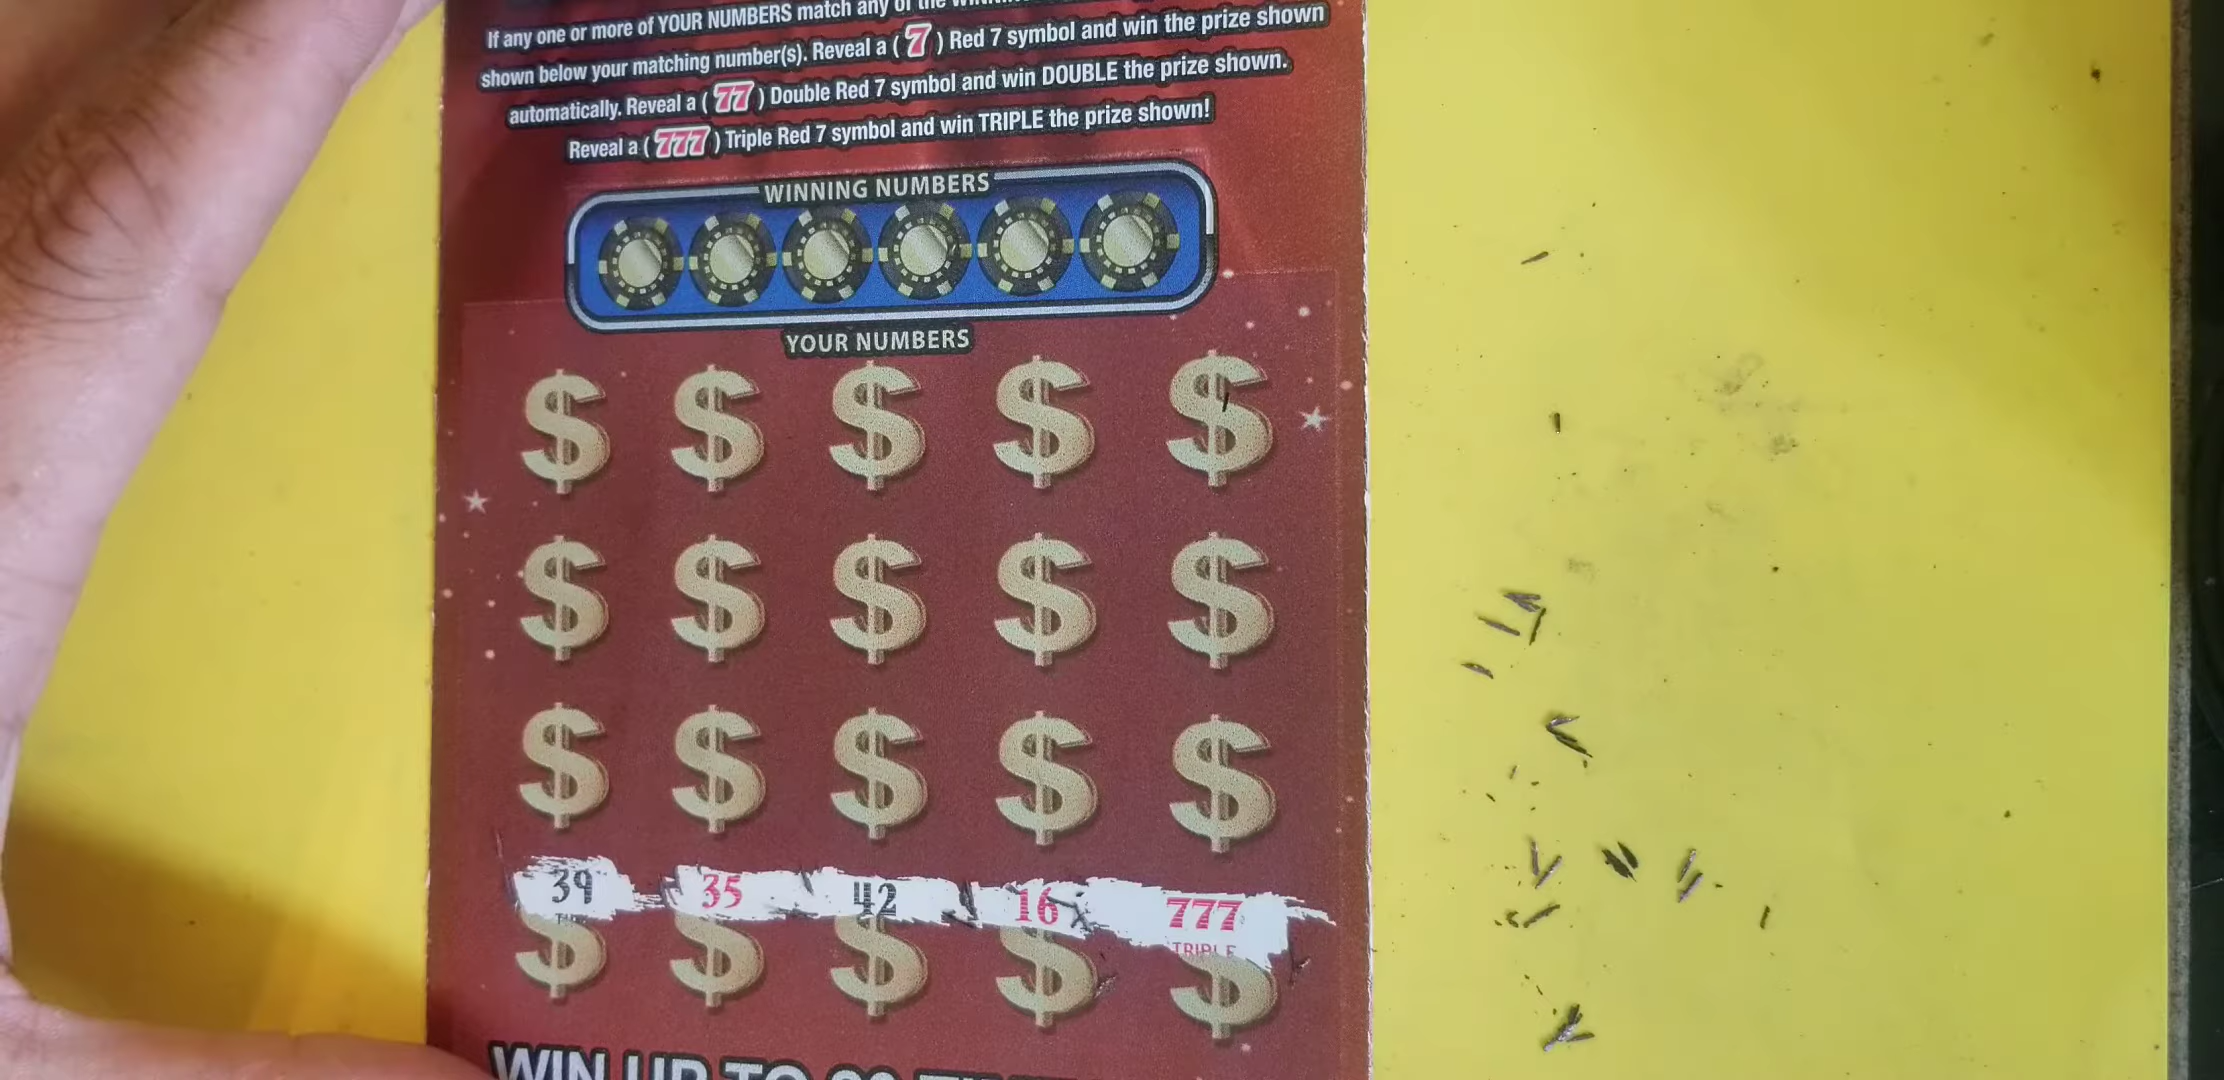 If any one or more of YOUR NUMBERS match any of the
shown below your matching number(s). Reveal a ( 7 ) Red 7 symbol and win the prize shown
automatically. Reveal a ( 77 ) Double Red 7 symbol and win DOUBLE the prize shown.
Reveal a ( 777 ) Triple Red 7 symbol and win TRIPLE the prize shown!
WINNING NUMBERS
YOUR NUMBERS
$ $ $ $ $
$ $ $ $ $
$ $ $ $ $
39 35 42 16 777
TRIPLE
$ $ $ $ $
WIN UP TO